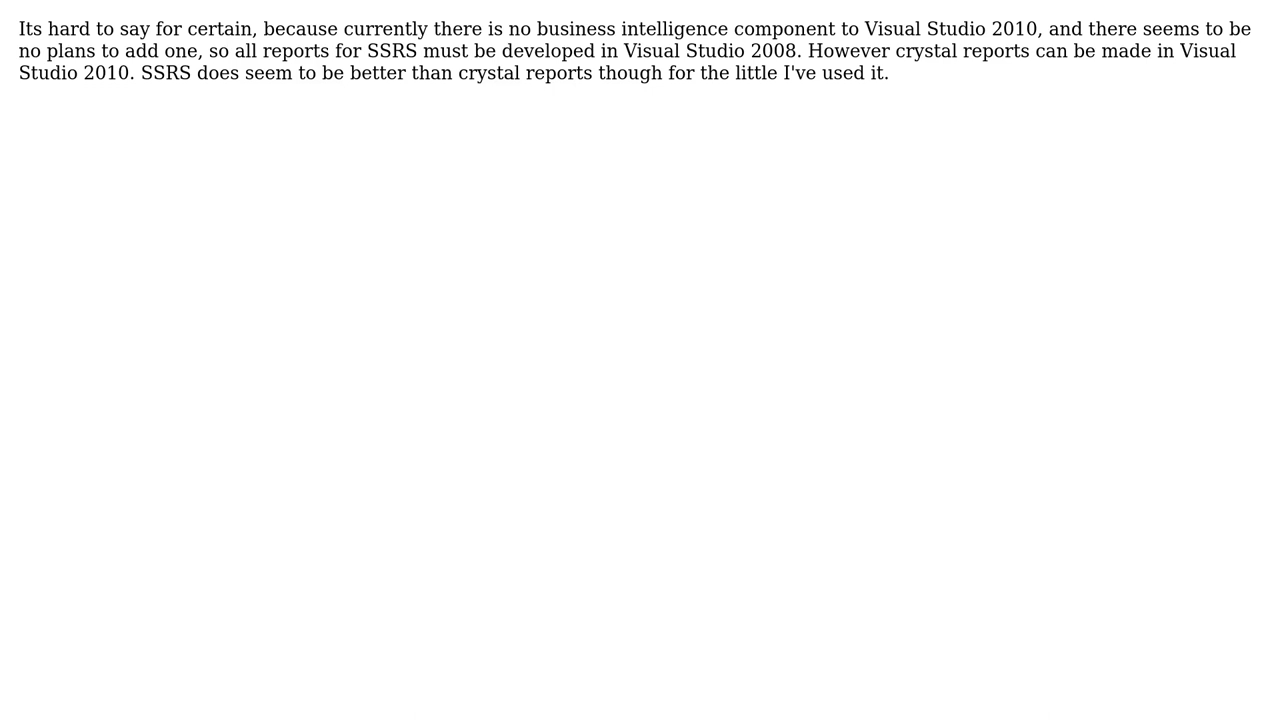 Its hard to say for certain, because currently there is no business intelligence component to Visual Studio 2010, and there seems to be
no plans to add one, so all reports for SSRS must be developed in Visual Studio 2008. However crystal reports can be made in Visual
Studio 2010. SSRS does seem to be better than crystal reports though for the little I've used it.